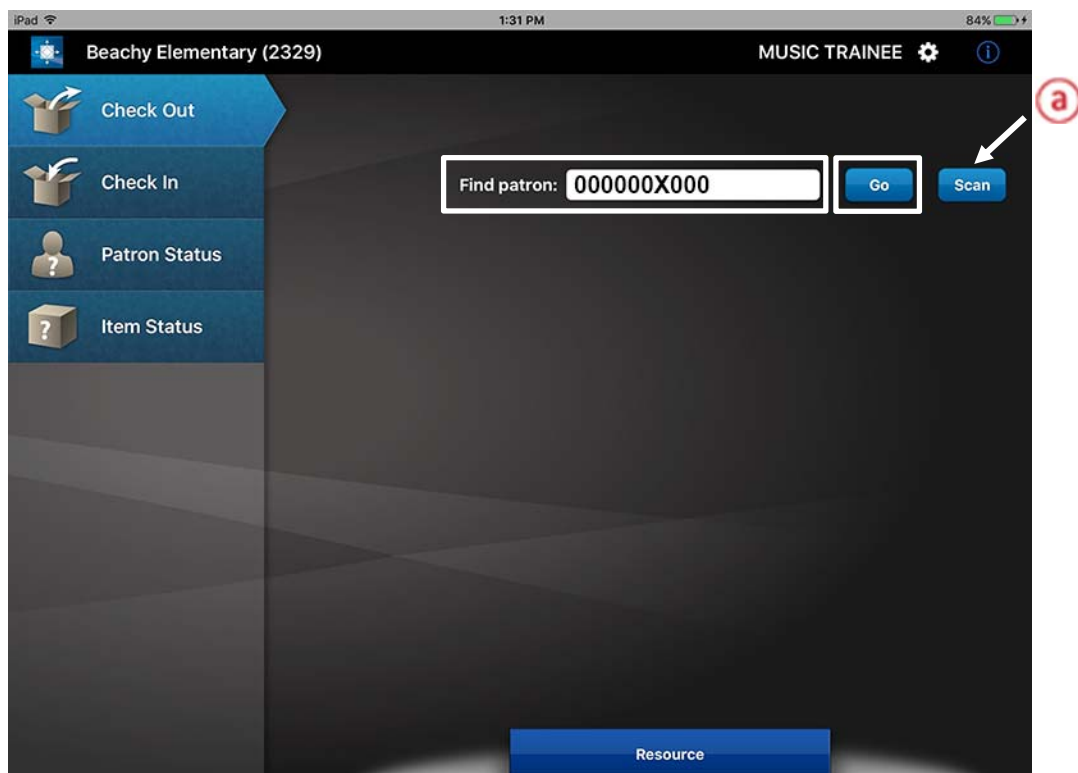 iPad 1:31 PM 84%
Beachy Elementary (2329) MUSIC TRAINEE i
a
Check Out
Check In
Find patron: 000000X000 Go Scan
Patron Status
? Item Status
Resource